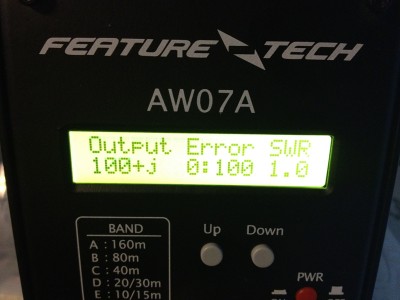 FEATURE TECH
AW07A
Output Error SWR
100+j 0:100 1.0
BAND
A : 160m
B : 80m
C : 40m
D : 20/30m
E : 10/15m
Up Down
PWR